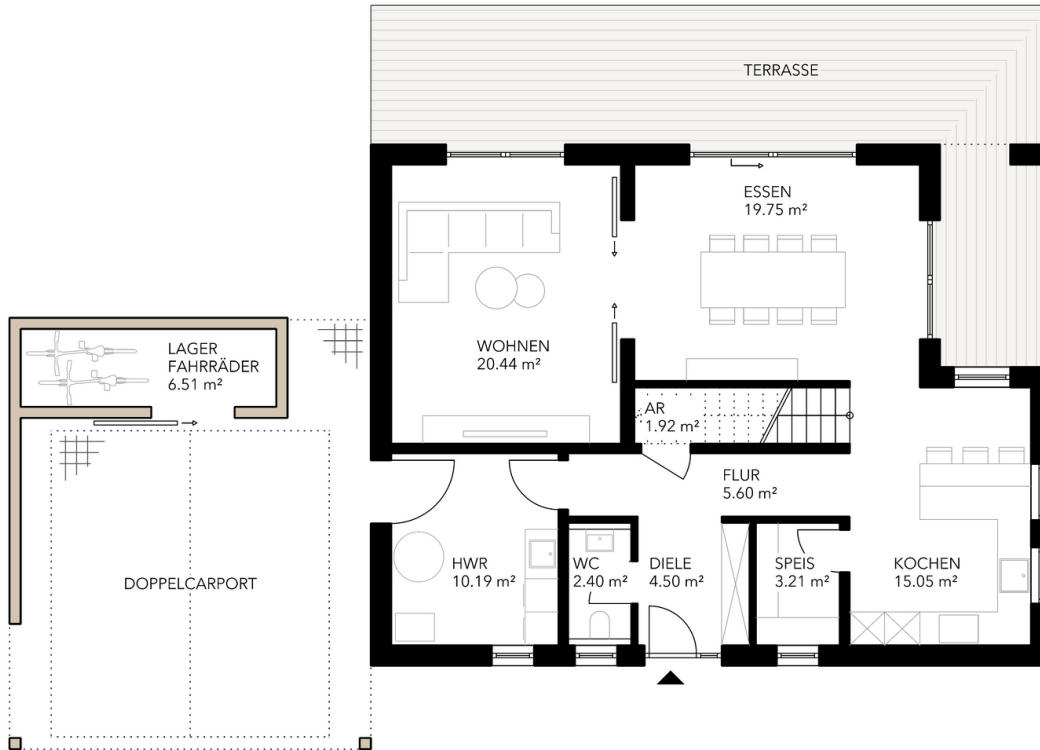 TERRASSE
ESSEN
19.75 m²
WOHNEN
20.44 m²
LAGER
FAHRRÄDER
6.51 m²
AR
1.92 m²
FLUR
5.60 m²
DOPPELCARPORT
HWR
10.19 m²
WC
2.40 m²
DIELE
4.50 m²
SPEIS
3.21 m²
KOCHEN
15.05 m²